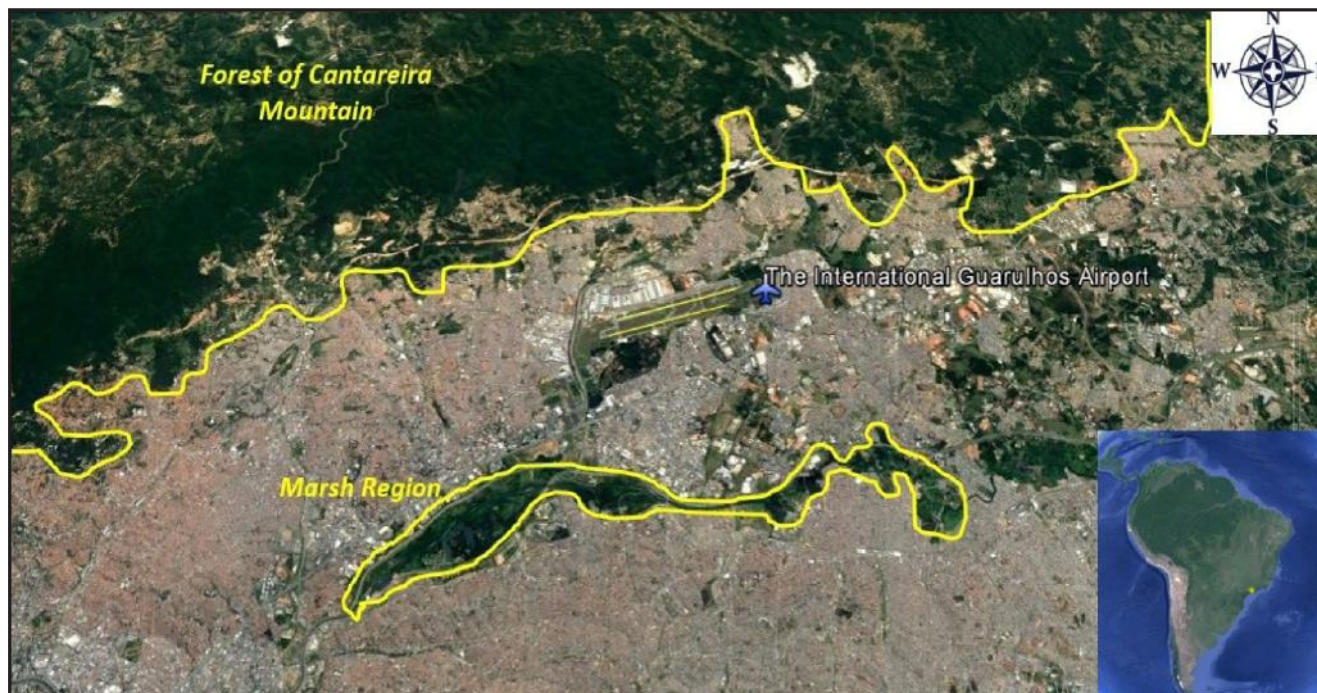 Forest of Cantareira
Mountain
N
W
S
The International Guarulhos Airport
Marsh Region